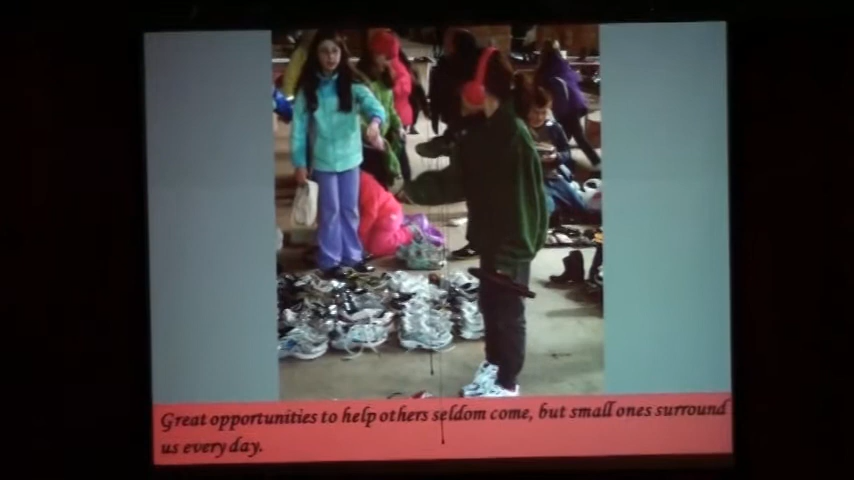 Great opportunities to help others seldom come, but small ones surround
us every day.